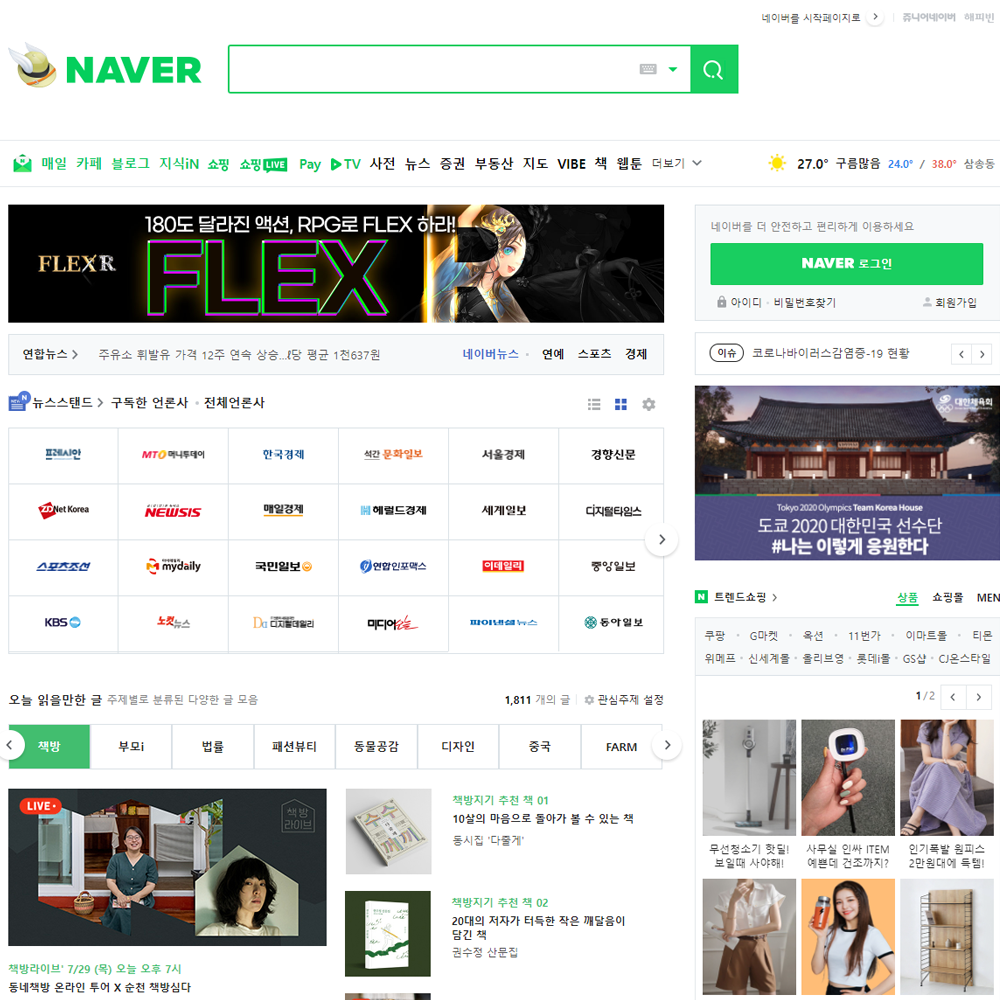 네이버를 시작페이지로
쥬니어네이버 해피빈
NAVER
메일 카페 블로그 지식iN 쇼핑 쇼핑LIVE Pay TV 사전 뉴스 증권 부동산 지도 VIBE 책 웹툰 더보기
27.0° 구름많음 24.0° / 38.0° 삼송동
180도 달라진 액션, RPG로 FLEX 하라!
FLEXR
FLEX
네이버를 더 안전하고 편리하게 이용하세요
NAVER 로그인
아이디 · 비밀번호찾기 회원가입
연합뉴스 주유소 휘발유 가격 12주 연속 상승...ℓ당 평균 1천637원
네이버뉴스 · 연예 스포츠 경제
이슈 코로나바이러스감염증-19 현황
뉴스스탠드 구독한 언론사 · 전체언론사
프레시안 MTO 머니투데이 한국경제 석간 문화일보 서울경제 경향신문
ZDNet Korea NEWSIS 매일경제 헤럴드경제 세계일보 디지털타임스
스포츠조선 mydaily 국민일보 연합인포맥스 이데일리 중앙일보
KBS 노컷뉴스 디지털데일리 미디어오늘 파이낸셜뉴스 동아일보
대한체육회
Tokyo 2020 Olympics Team Korea House
도쿄 2020 대한민국 선수단
#나는 이렇게 응원한다
N 트렌드쇼핑 상품 쇼핑몰 MEN
쿠팡 · G마켓 · 옥션 · 11번가 · 이마트몰 · 티몬
위메프 · 신세계몰 · 올리브영 · 롯데i몰 · GS샵 · CJ온스타일
1/2
무선청소기 핫딜!
보일때 사야해!
사무실 인싸 ITEM
예쁜데 건조까지?
인기폭발 원피스
2만원대에 득템!
오늘 읽을만한 글 주제별로 분류된 다양한 글 모음
1,811 개의 글 관심주제 설정
책방 부모i 법률 패션뷰티 동물공감 디자인 중국 FARM
LIVE
책방
라이브
책방라이브' 7/29 (목) 오늘 오후 7시
동네책방 온라인 투어 X 순천 책방심다
책방지기 추천 책 01
10살의 마음으로 돌아가 볼 수 있는 책
동시집 '다줄게'
책방지기 추천 책 02
20대의 저자가 터득한 작은 깨달음이
담긴 책
권수정 산문집